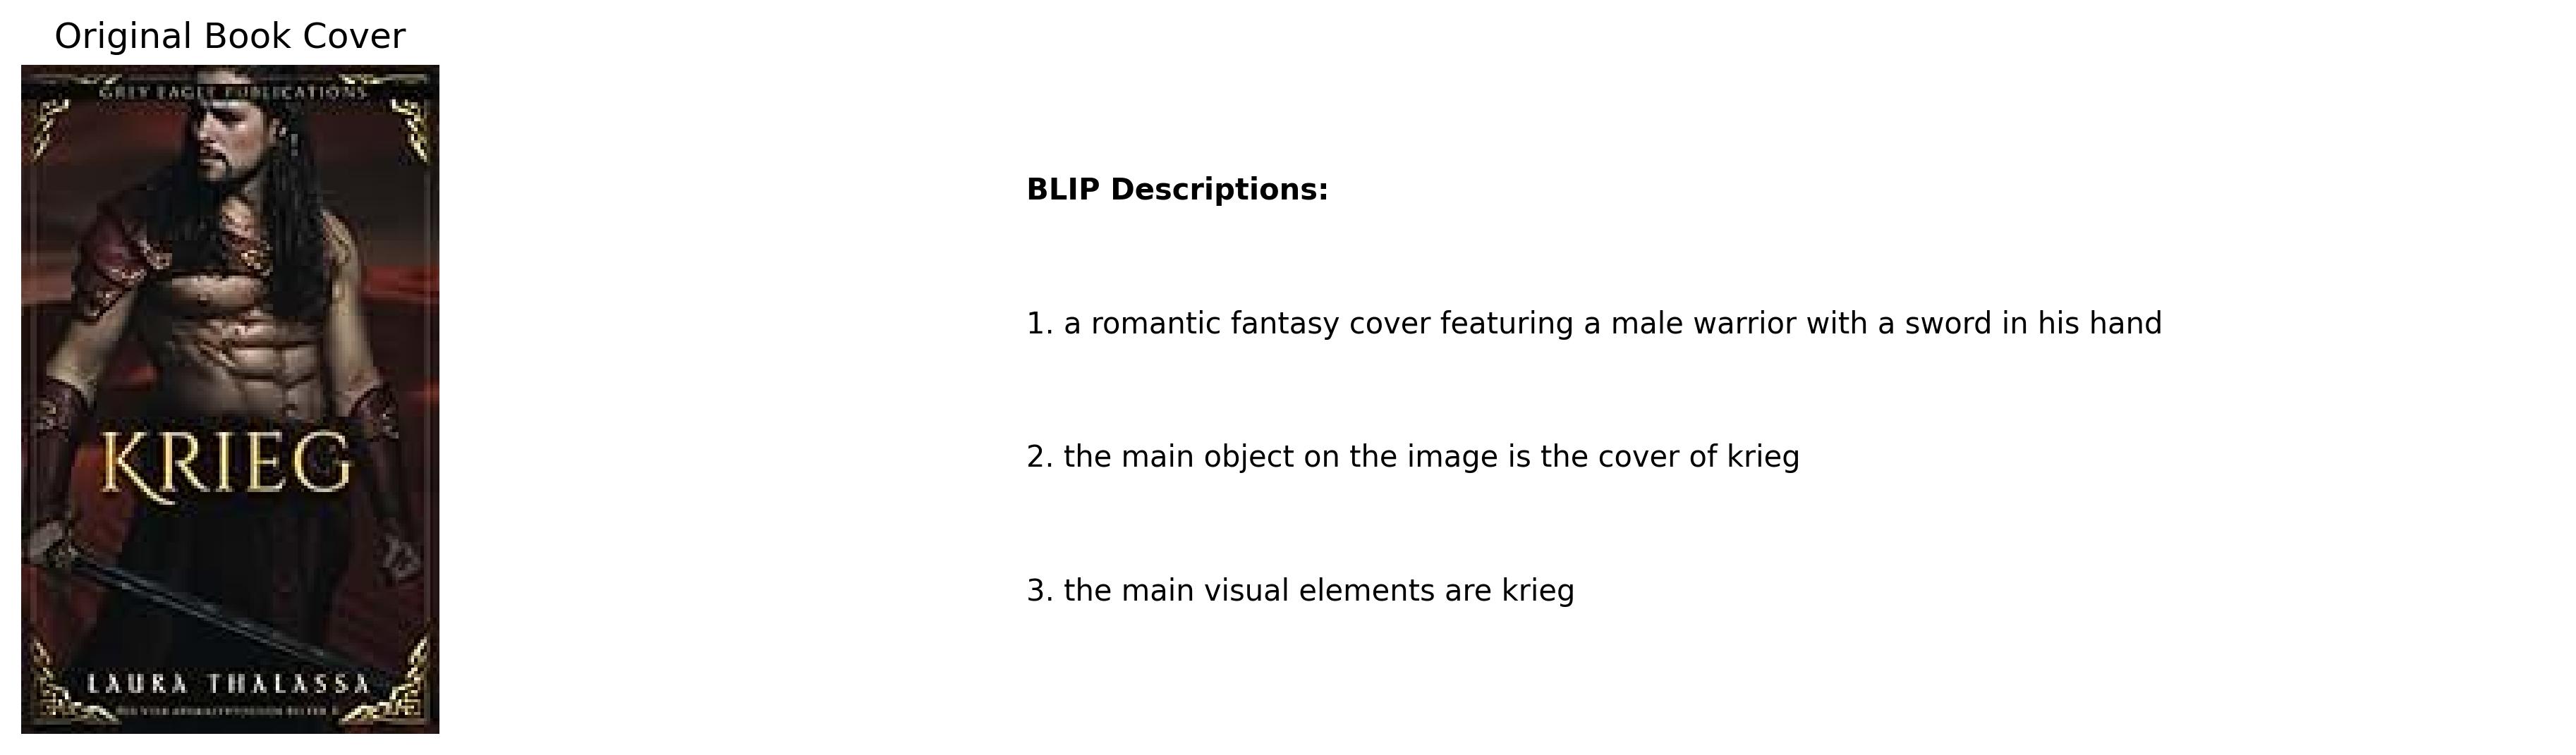 Original Book Cover
GREY EAGLE PUBLICATIONS
KRIEG
LAURA THALASSA
BLIP Descriptions:
1. a romantic fantasy cover featuring a male warrior with a sword in his hand
2. the main object on the image is the cover of krieg
3. the main visual elements are krieg